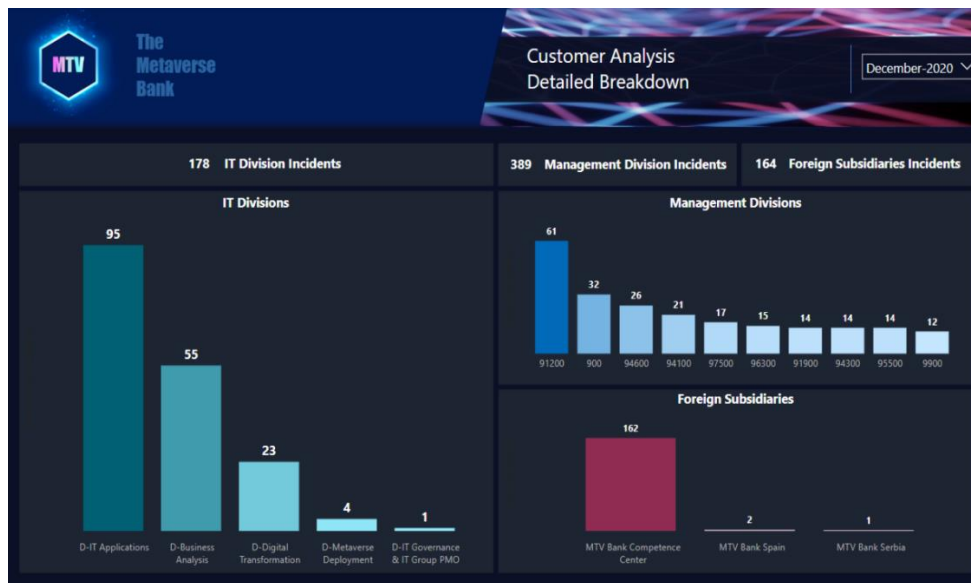 MTV
The
Metaverse
Bank
Customer Analysis
Detailed Breakdown
December-2020
178 IT Division Incidents
389 Management Division Incidents
164 Foreign Subsidiaries Incidents
IT Divisions
95
55
23
4
1
D-IT Applications
D-Business
Analysis
D-Digital
Transformation
D-Metaverse
Deployment
D-IT Governance
& IT Group PMO
Management Divisions
61
32
26
21
17
15
14
14
14
12
91200
900
94600
94100
97500
96300
91900
94300
95500
9900
Foreign Subsidiaries
162
2
1
MTV Bank Competence
Center
MTV Bank Spain
MTV Bank Serbia